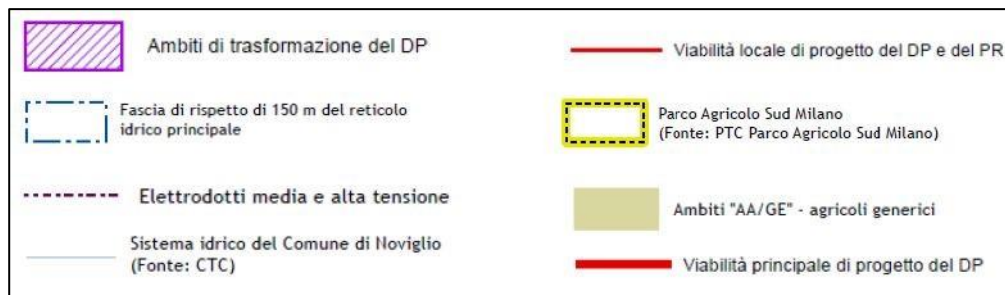 Ambiti di trasformazione del DP
Fascia di rispetto di 150 m del reticolo
idrico principale
Elettrodotti media e alta tensione
Sistema idrico del Comune di Noviglio
(Fonte: CTC)
Viabilità locale di progetto del DP e del PR
Parco Agricolo Sud Milano
(Fonte: PTC Parco Agricolo Sud Milano)
Ambiti "AA/GE" - agricoli generici
Viabilità principale di progetto del DP